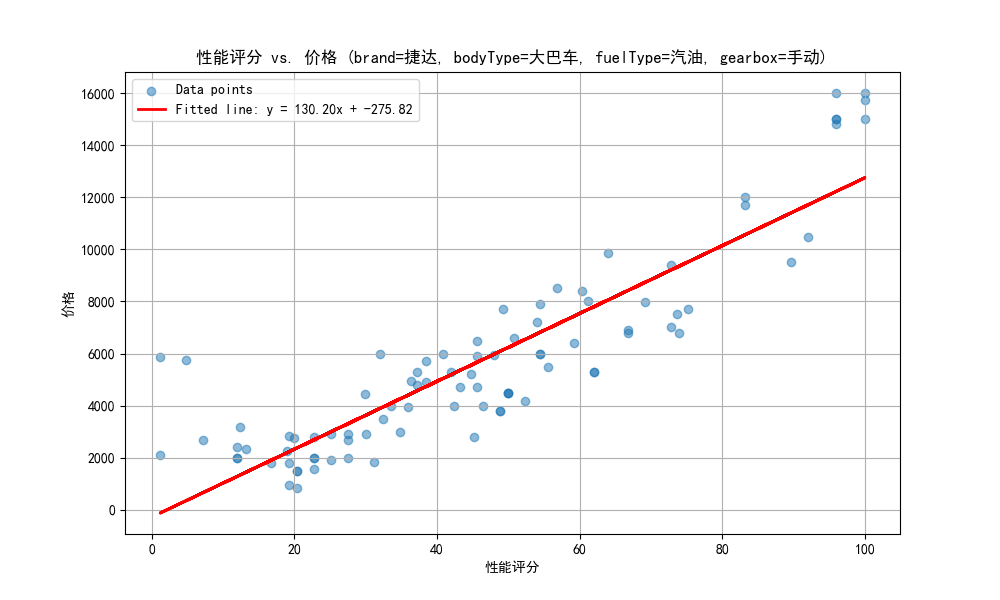 性能评分 vs. 价格 (brand=捷达, bodyType=大巴车, fuelType=汽油, gearbox=手动)
Data points
Fitted line: y = 130.20x + -275.82
16000
14000
12000
10000
8000
6000
4000
2000
0
价格
0 20 40 60 80 100
性能评分